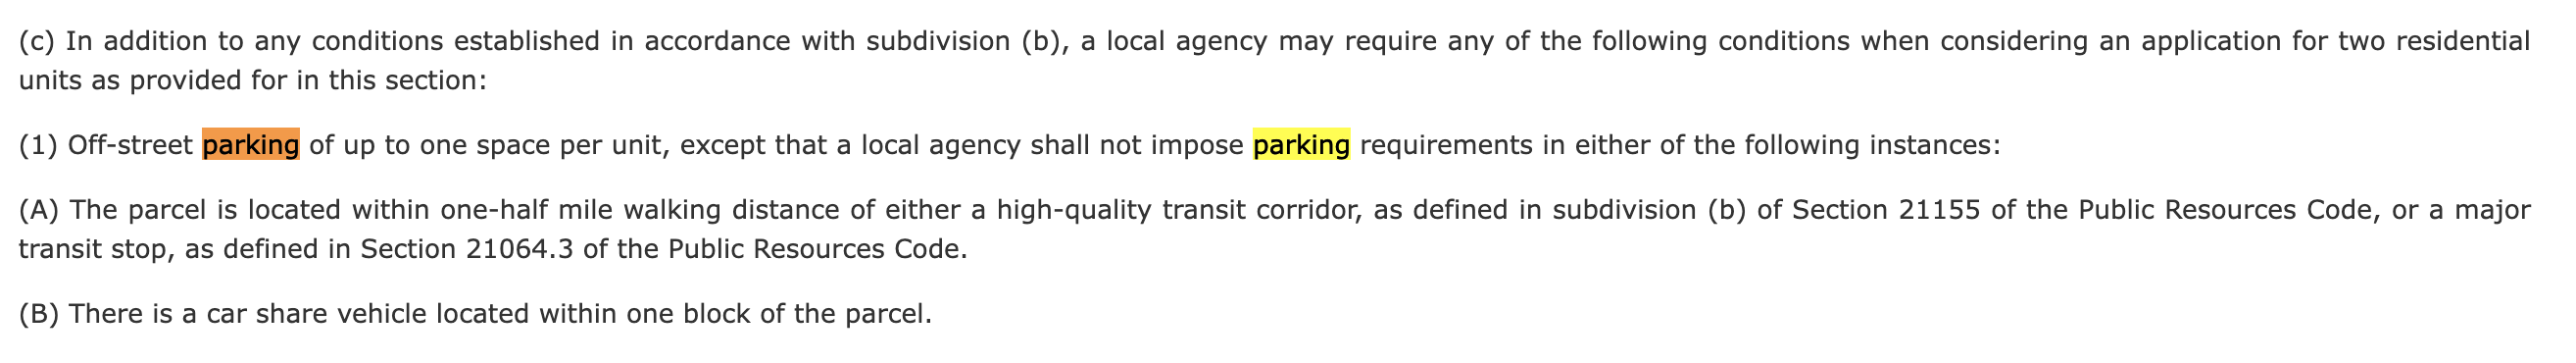 (c) In addition to any conditions established in accordance with subdivision (b), a local agency may require any of the following conditions when considering an application for two residential
units as provided for in this section:
(1) Off-street parking of up to one space per unit, except that a local agency shall not impose parking requirements in either of the following instances:
(A) The parcel is located within one-half mile walking distance of either a high-quality transit corridor, as defined in subdivision (b) of Section 21155 of the Public Resources Code, or a major
transit stop, as defined in Section 21064.3 of the Public Resources Code.
(B) There is a car share vehicle located within one block of the parcel.